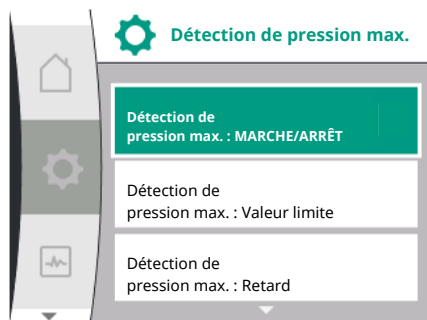 Détection de pression max.
Détection de
pression max. : MARCHE/ARRÊT
Détection de
pression max. : Valeur limite
Détection de
pression max. : Retard